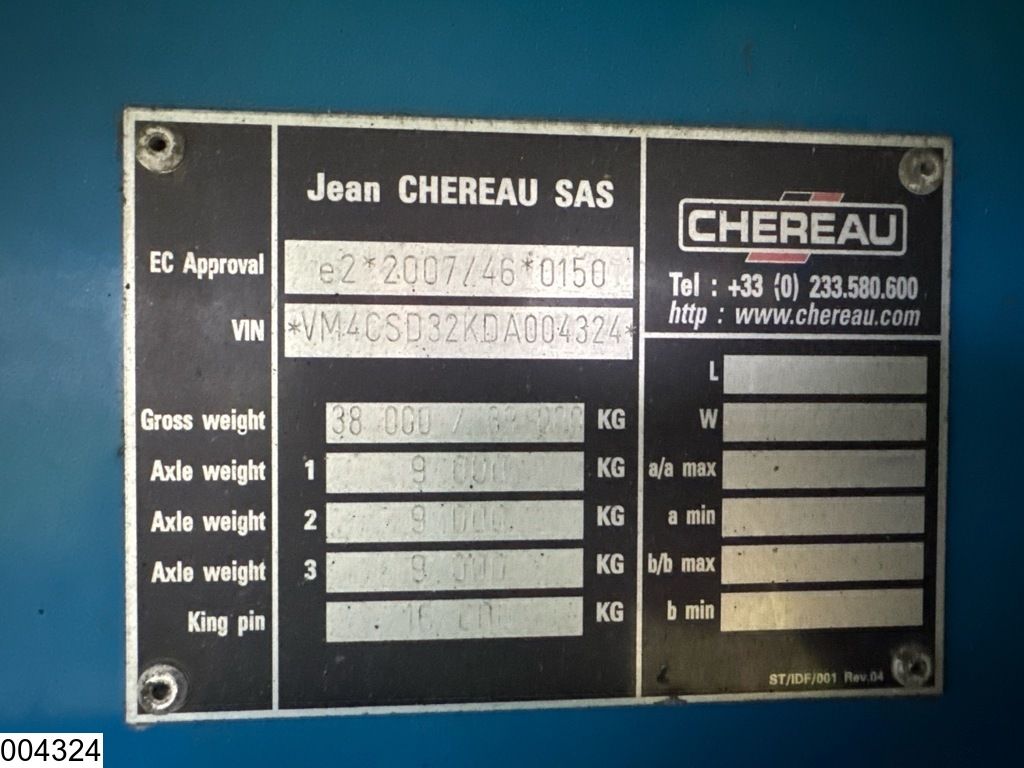 Jean CHEREAU SAS
EC Approval e2*2007/46*0150
VIN *VM4CSD32KDA004324*
Gross weight 38 000 / KG
Axle weight 1 9 000 KG
Axle weight 2 9 000 KG
Axle weight 3 9 000 KG
King pin KG
CHEREAU
Tel : +33 (0) 233.580.600
http : www.chereau.com
L
W
a/a max
a min
b/b max
b min
ST/IDF/001 Rev.04
004324